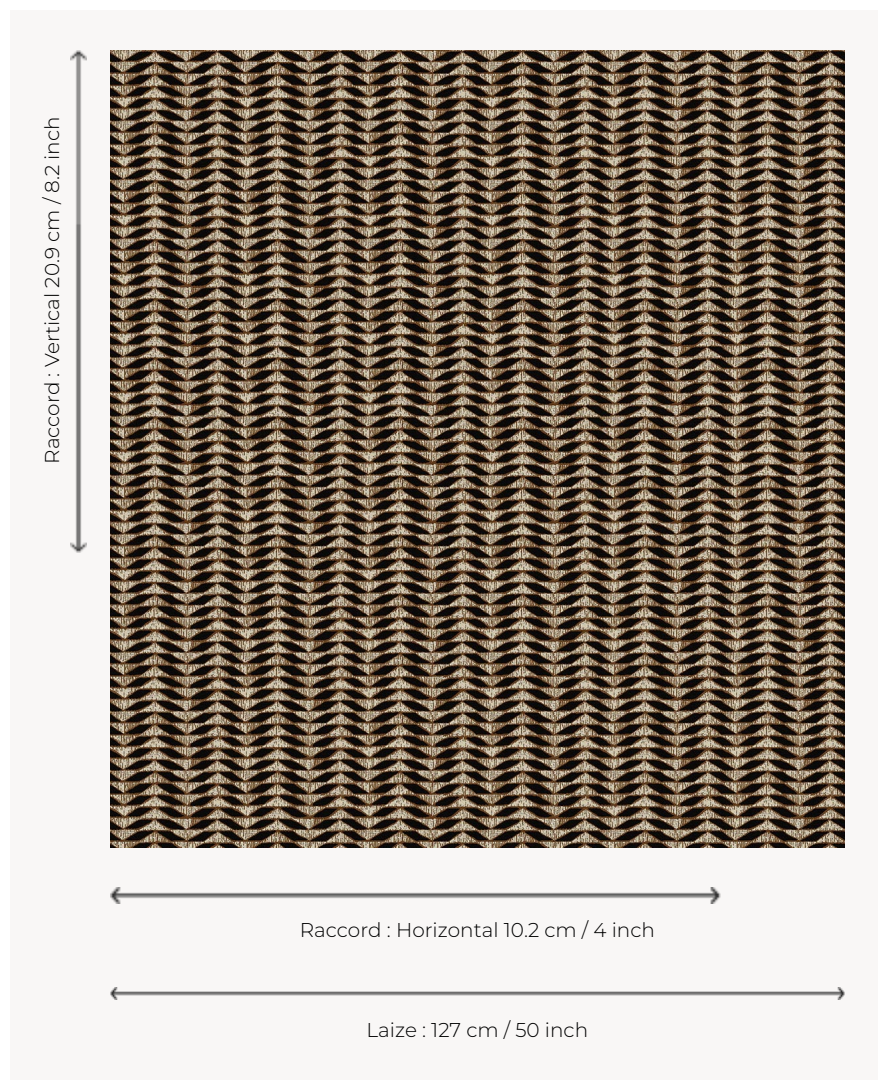 Raccord : Vertical 20.9 cm / 8.2 inch
Raccord : Horizontal 10.2 cm / 4 inch
Laize : 127 cm / 50 inch